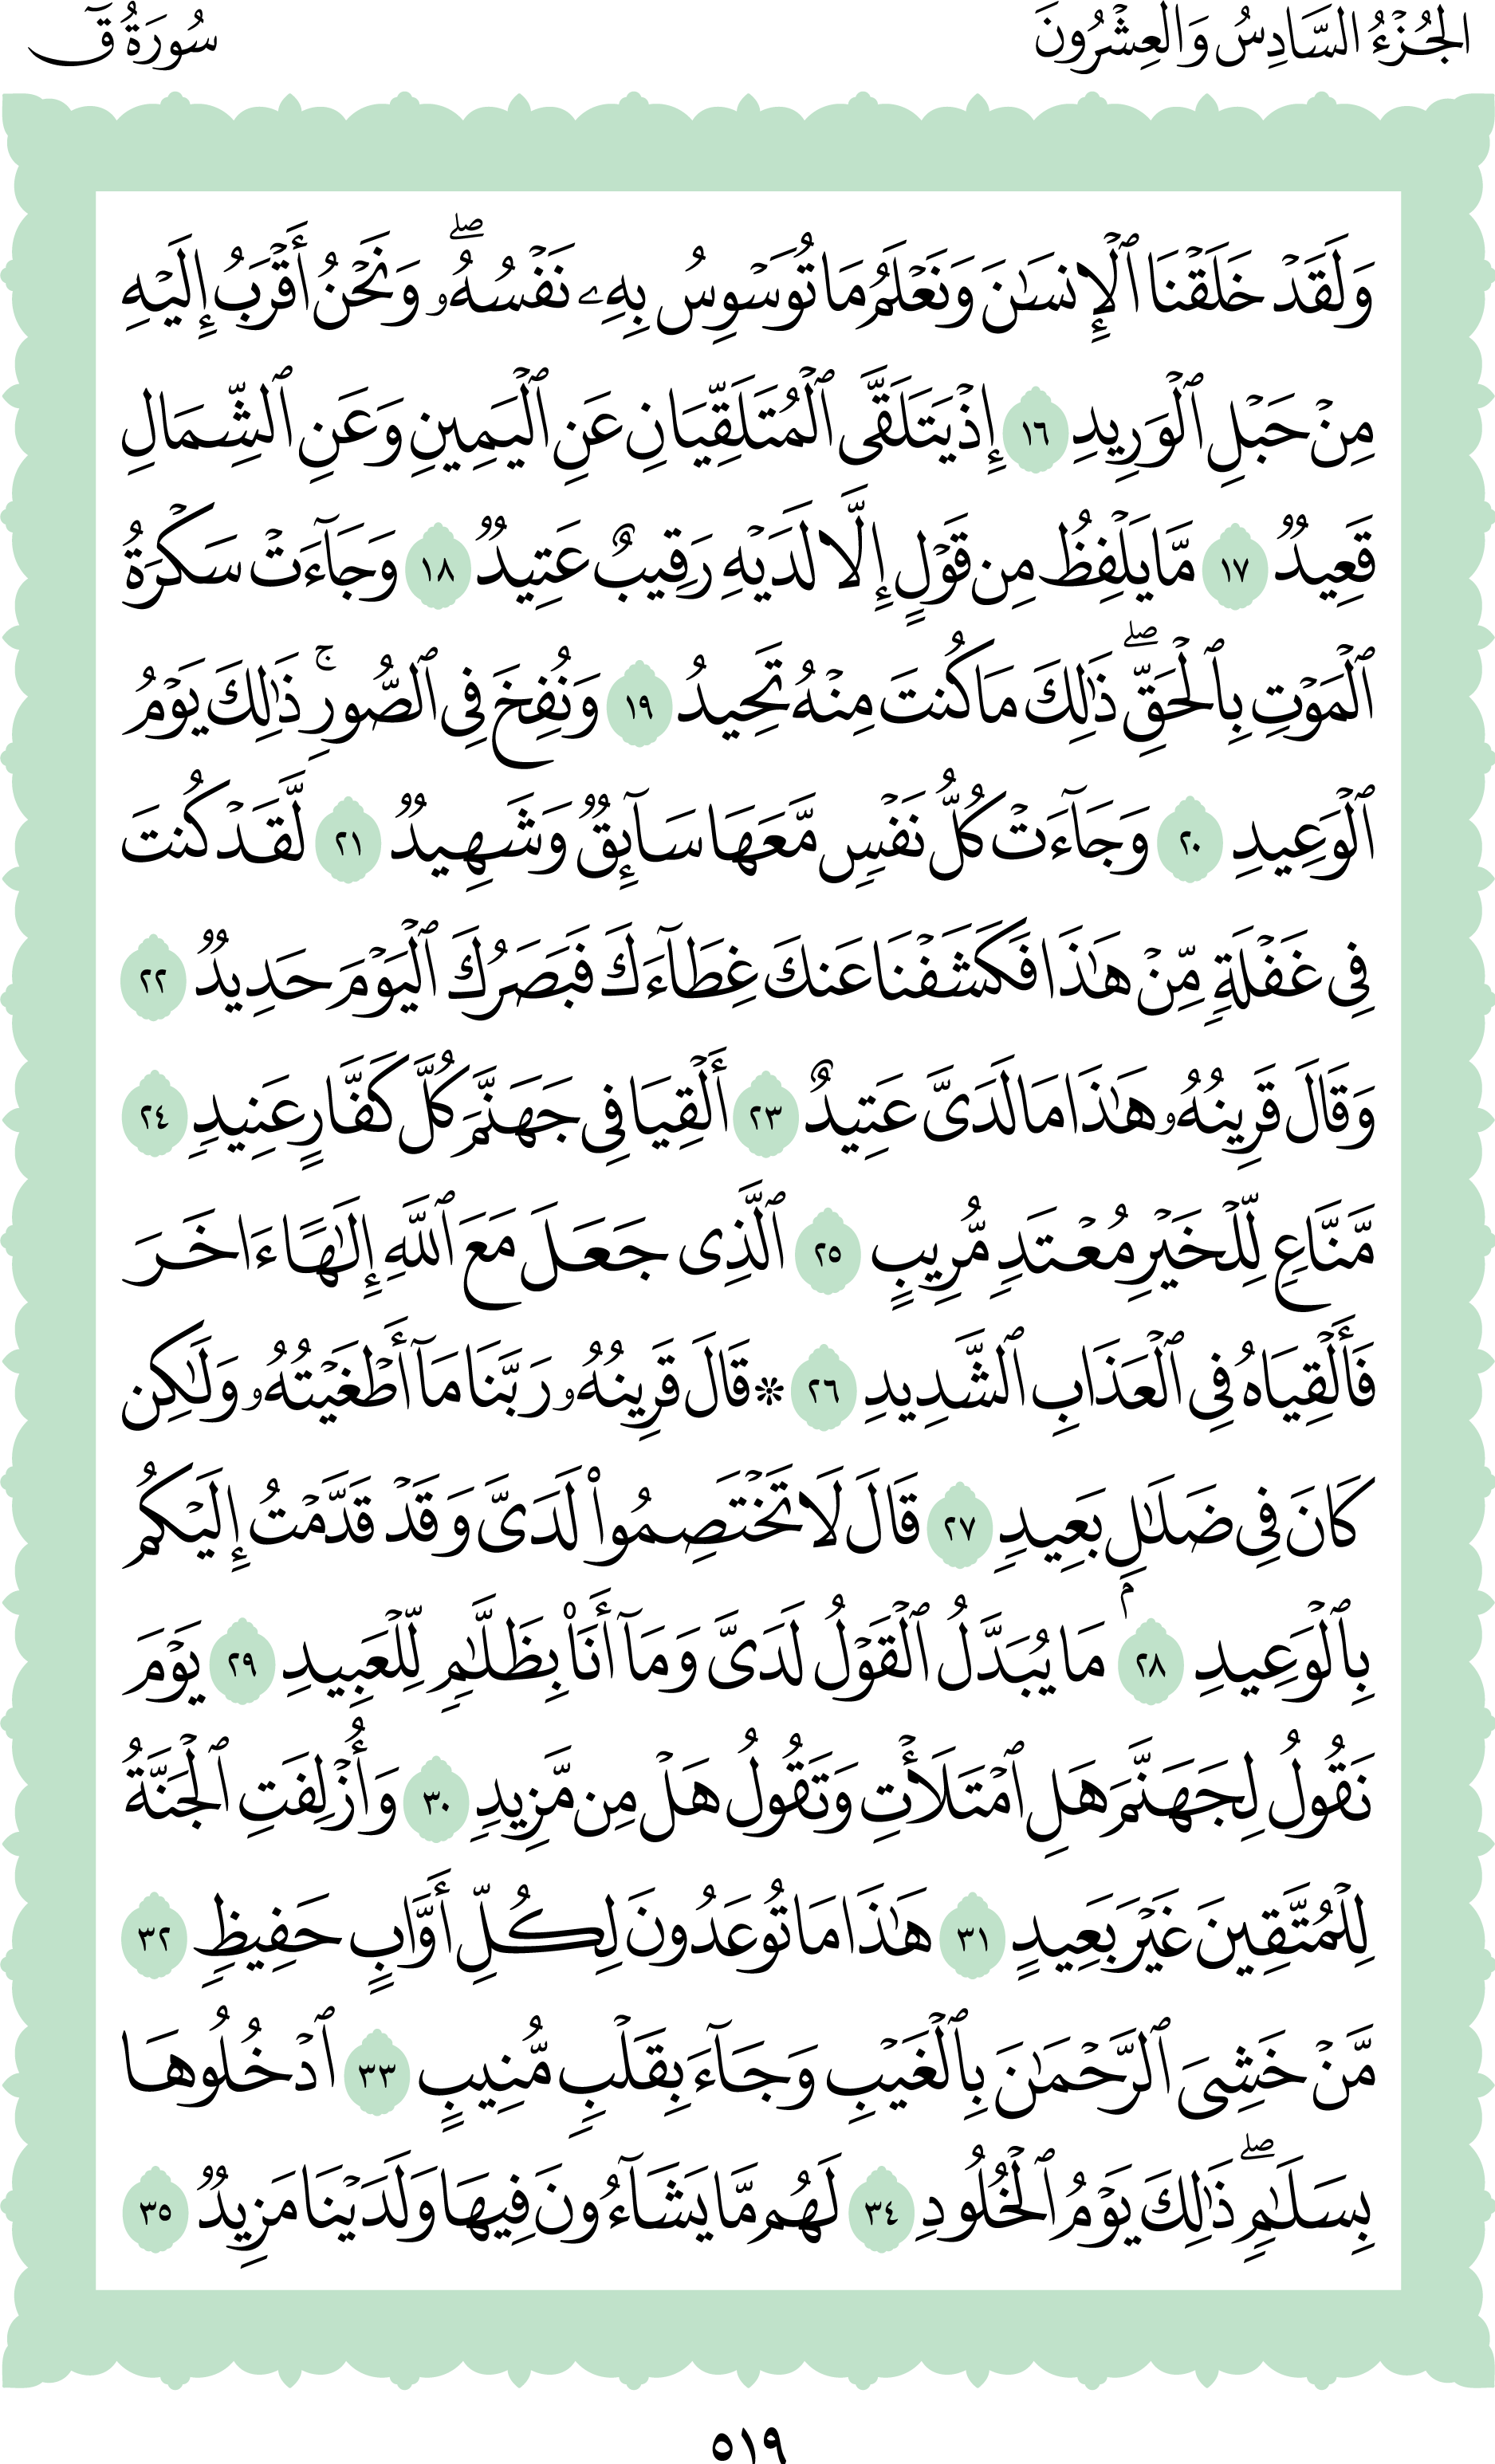 الجُزْءُ السَّادِسُ وَالعِشْرُونَ
سُورَةُ قٓ
وَلَقَدۡ خَلَقۡنَا ٱلۡإِنسَٰنَ وَنَعۡلَمُ مَا تُوَسۡوِسُ بِهِۦ نَفۡسُهُۥۖ وَنَحۡنُ أَقۡرَبُ إِلَيۡهِ
مِنۡ حَبۡلِ ٱلۡوَرِيدِ ١٦ إِذۡ يَتَلَقَّى ٱلۡمُتَلَقِّيَانِ عَنِ ٱلۡيَمِينِ وَعَنِ ٱلشِّمَالِ
قَعِيدٞ ١٧ مَّا يَلۡفِظُ مِن قَوۡلٍ إِلَّا لَدَيۡهِ رَقِيبٌ عَتِيدٞ ١٨ وَجَآءَتۡ سَكۡرَةُ
ٱلۡمَوۡتِ بِٱلۡحَقِّۖ ذَٰلِكَ مَا كُنتَ مِنۡهُ تَحِيدُ ١٩ وَنُفِخَ فِي ٱلصُّورِۚ ذَٰلِكَ يَوۡمُ
ٱلۡوَعِيدِ ٢٠ وَجَآءَتۡ كُلُّ نَفۡسٖ مَّعَهَا سَآئِقٞ وَشَهِيدٞ ٢١ لَّقَدۡ كُنتَ
فِي غَفۡلَةٖ مِّنۡ هَٰذَا فَكَشَفۡنَا عَنكَ غِطَآءَكَ فَبَصَرُكَ ٱلۡيَوۡمَ حَدِيدٞ ٢٢
وَقَالَ قَرِينُهُۥ هَٰذَا مَا لَدَيَّ عَتِيدٌ ٢٣ أَلۡقِيَا فِي جَهَنَّمَ كُلَّ كَفَّارٍ عَنِيدٖ ٢٤
مَّنَّاعٖ لِّلۡخَيۡرِ مُعۡتَدٖ مُّرِيبٍ ٢٥ ٱلَّذِي جَعَلَ مَعَ ٱللَّهِ إِلَٰهًا ءَاخَرَ
فَأَلۡقِيَاهُ فِي ٱلۡعَذَابِ ٱلشَّدِيدِ ٢٦ ۞قَالَ قَرِينُهُۥ رَبَّنَا مَآ أَطۡغَيۡتُهُۥ وَلَٰكِن
كَانَ فِي ضَلَٰلِۭ بَعِيدٖ ٢٧ قَالَ لَا تَخۡتَصِمُواْ لَدَيَّ وَقَدۡ قَدَّمۡتُ إِلَيۡكُم
بِٱلۡوَعِيدِ ٢٨ مَا يُبَدَّلُ ٱلۡقَوۡلُ لَدَيَّ وَمَآ أَنَا۠ بِظَلَّٰمٖ لِّلۡعَبِيدِ ٢٩ يَوۡمَ
نَقُولُ لِجَهَنَّمَ هَلِ ٱمۡتَلَأۡتِ وَتَقُولُ هَلۡ مِن مَّزِيدٖ ٣٠ وَأُزۡلِفَتِ ٱلۡجَنَّةُ
لِلۡمُتَّقِينَ غَيۡرَ بَعِيدٍ ٣١ هَٰذَا مَا تُوعَدُونَ لِكُلِّ أَوَّابٍ حَفِيظٖ ٣٢
مَّنۡ خَشِيَ ٱلرَّحۡمَٰنَ بِٱلۡغَيۡبِ وَجَآءَ بِقَلۡبٖ مُّنِيبٍ ٣٣ ٱدۡخُلُوهَا
بِسَلَٰمٖۖ ذَٰلِكَ يَوۡمُ ٱلۡخُلُودِ ٣٤ لَهُم مَّا يَشَآءُونَ فِيهَا وَلَدَيۡنَا مَزِيدٞ ٣٥
٥١٩